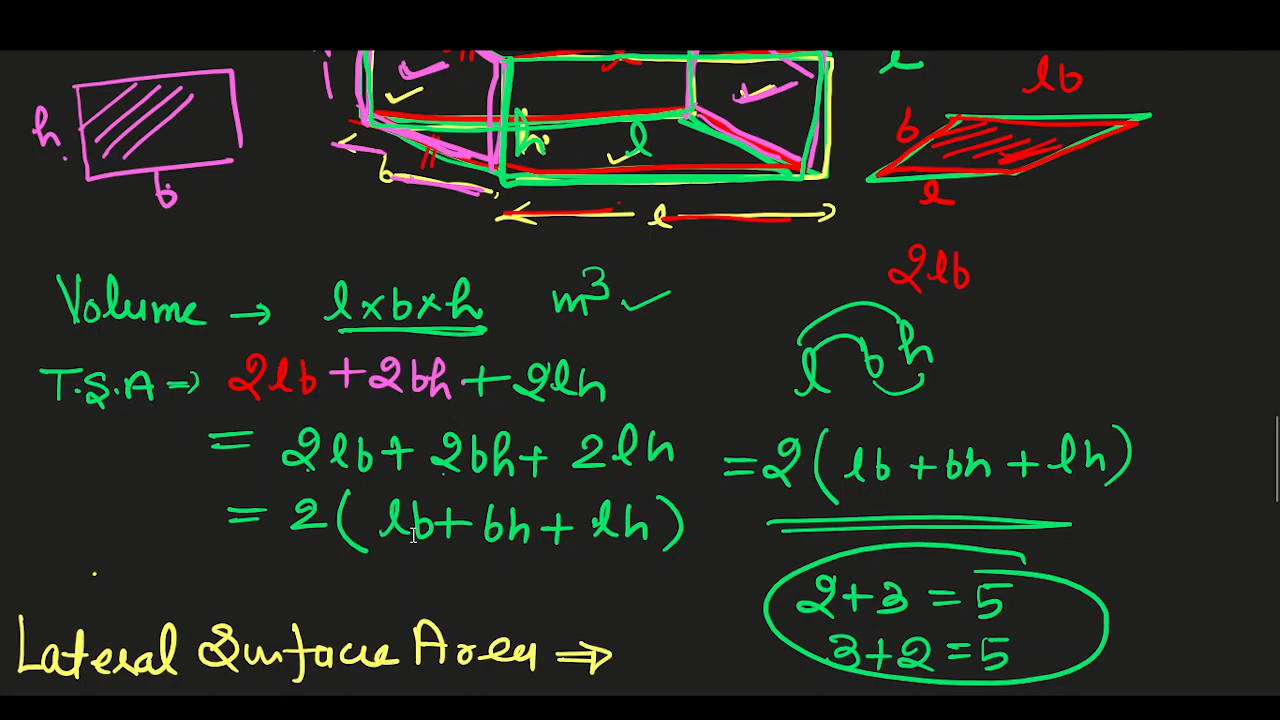 l
lb
h
b
b
l
h
l
b
l
2lb
Volume → l×b×h m³ ✓
l b h
T.S.A ⇒ 2lb + 2bh + 2lh
= 2lb + 2bh + 2lh
= 2(lb + bh + lh)
= 2(lb + bh + lh)
2+3 = 5
3+2 = 5
Lateral Surface Area ⇒